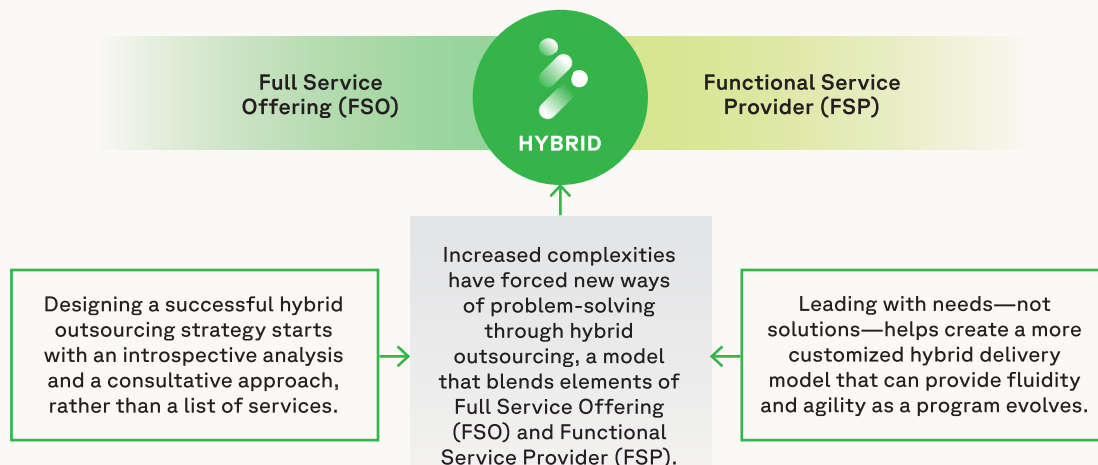 Full Service
Offering (FSO)
HYBRID
Functional Service
Provider (FSP)
Designing a successful hybrid
outsourcing strategy starts
with an introspective analysis
and a consultative approach,
rather than a list of services.
Increased complexities
have forced new ways
of problem-solving
through hybrid
outsourcing, a model
that blends elements of
Full Service Offering
(FSO) and Functional
Service Provider (FSP).
Leading with needs—not
solutions—helps create a more
customized hybrid delivery
model that can provide fluidity
and agility as a program evolves.